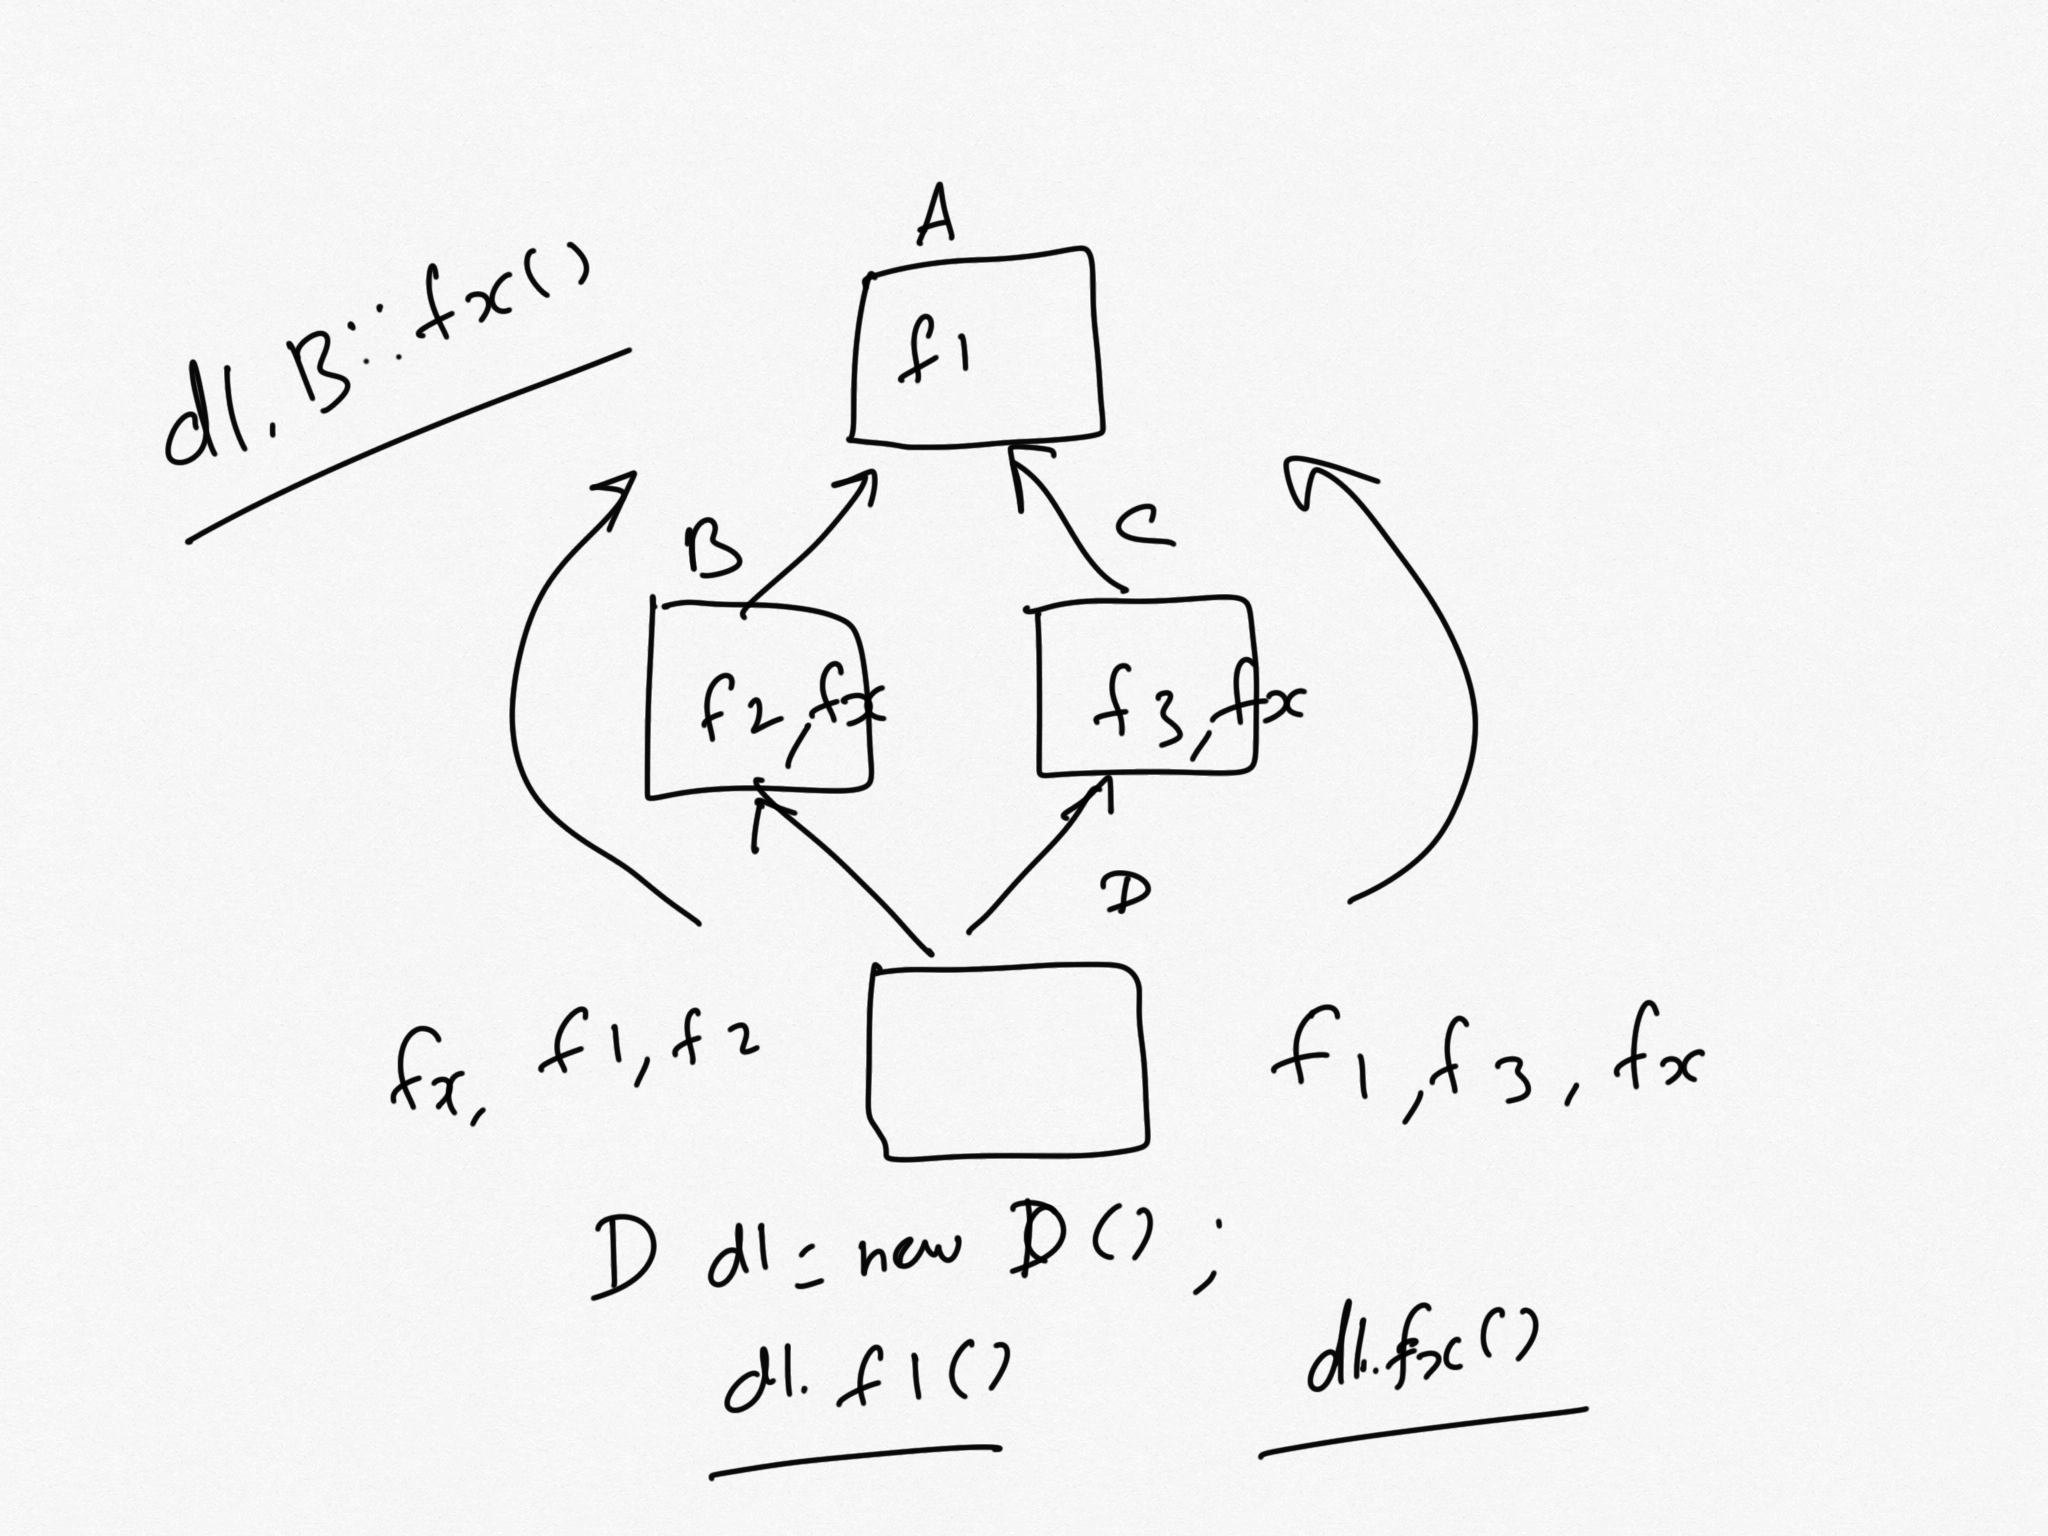 A
d1.B::fx()
f1
B
C
f2,fx
f3,fx
D
fx, f1,f2
f1,f3,fx
D d1 = new D();
d1.f1()
d1.fx()